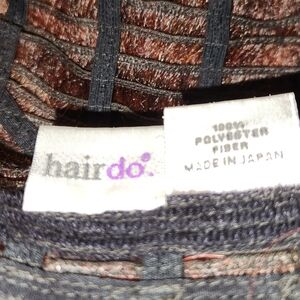 hairdo.
100%
POLYESTER
FIBER
MADE IN JAPAN